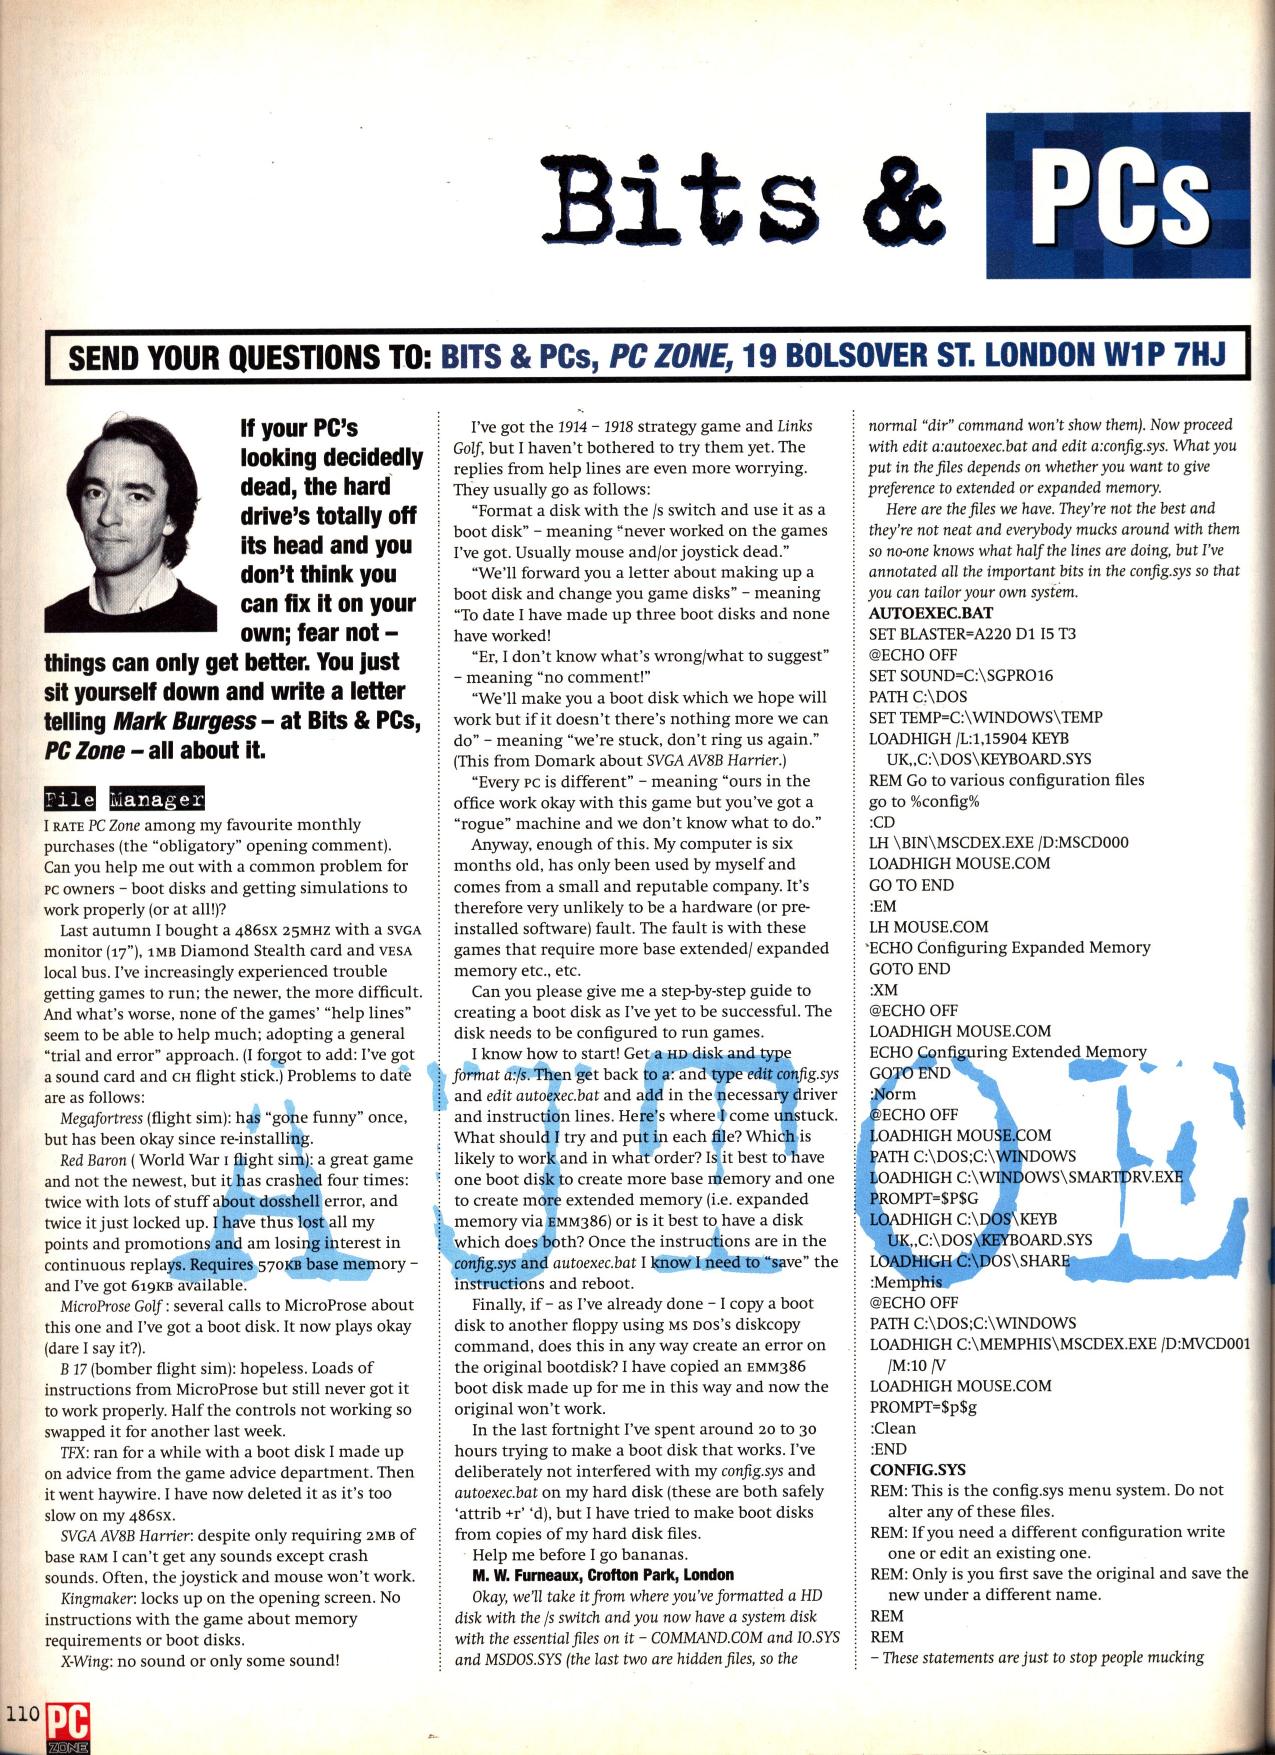 Bits & PCs
SEND YOUR QUESTIONS TO: BITS & PCs, PC ZONE, 19 BOLSOVER ST. LONDON W1P 7HJ
If your PC's
looking decidedly
dead, the hard
drive's totally off
its head and you
don't think you
can fix it on your
own; fear not –
things can only get better. You just
sit yourself down and write a letter
telling Mark Burgess – at Bits & PCs,
PC Zone – all about it.
File Manager
I RATE PC Zone among my favourite monthly
purchases (the “obligatory” opening comment).
Can you help me out with a common problem for
PC owners – boot disks and getting simulations to
work properly (or at all!)?
Last autumn I bought a 486SX 25MHZ with a SVGA
monitor (17”), 1MB Diamond Stealth card and VESA
local bus. I've increasingly experienced trouble
getting games to run; the newer, the more difficult.
And what's worse, none of the games' “help lines”
seem to be able to help much; adopting a general
“trial and error” approach. (I forgot to add: I've got
a sound card and CH flight stick.) Problems to date
are as follows:
Megafortress (flight sim): has “gone funny” once,
but has been okay since re-installing.
Red Baron ( World War I flight sim): a great game
and not the newest, but it has crashed four times:
twice with lots of stuff about dosshell error, and
twice it just locked up. I have thus lost all my
points and promotions and am losing interest in
continuous replays. Requires 570KB base memory –
and I've got 619KB available.
MicroProse Golf : several calls to MicroProse about
this one and I've got a boot disk. It now plays okay
(dare I say it?).
B 17 (bomber flight sim): hopeless. Loads of
instructions from MicroProse but still never got it
to work properly. Half the controls not working so
swapped it for another last week.
TFX: ran for a while with a boot disk I made up
on advice from the game advice department. Then
it went haywire. I have now deleted it as it's too
slow on my 486SX.
SVGA AV8B Harrier: despite only requiring 2MB of
base RAM I can't get any sounds except crash
sounds. Often, the joystick and mouse won't work.
Kingmaker: locks up on the opening screen. No
instructions with the game about memory
requirements or boot disks.
X-Wing: no sound or only some sound!
I've got the 1914 – 1918 strategy game and Links
Golf, but I haven't bothered to try them yet. The
replies from help lines are even more worrying.
They usually go as follows:
“Format a disk with the /s switch and use it as a
boot disk” – meaning “never worked on the games
I've got. Usually mouse and/or joystick dead.”
“We'll forward you a letter about making up a
boot disk and change you game disks” – meaning
“To date I have made up three boot disks and none
have worked!
“Er, I don't know what's wrong/what to suggest”
– meaning “no comment!”
“We'll make you a boot disk which we hope will
work but if it doesn't there's nothing more we can
do” – meaning “we're stuck, don't ring us again.”
(This from Domark about SVGA AV8B Harrier.)
“Every PC is different” – meaning “ours in the
office work okay with this game but you've got a
“rogue” machine and we don't know what to do.”
Anyway, enough of this. My computer is six
months old, has only been used by myself and
comes from a small and reputable company. It's
therefore very unlikely to be a hardware (or pre-
installed software) fault. The fault is with these
games that require more base extended/ expanded
memory etc., etc.
Can you please give me a step-by-step guide to
creating a boot disk as I've yet to be successful. The
disk needs to be configured to run games.
I know how to start! Get a HD disk and type
format a:/s. Then get back to a: and type edit config.sys
and edit autoexec.bat and add in the necessary driver
and instruction lines. Here's where I come unstuck.
What should I try and put in each file? Which is
likely to work and in what order? Is it best to have
one boot disk to create more base memory and one
to create more extended memory (i.e. expanded
memory via EMM386) or is it best to have a disk
which does both? Once the instructions are in the
config.sys and autoexec.bat I know I need to “save” the
instructions and reboot.
Finally, if – as I've already done – I copy a boot
disk to another floppy using MS DOS's diskcopy
command, does this in any way create an error on
the original bootdisk? I have copied an EMM386
boot disk made up for me in this way and now the
original won't work.
In the last fortnight I've spent around 20 to 30
hours trying to make a boot disk that works. I've
deliberately not interfered with my config.sys and
autoexec.bat on my hard disk (these are both safely
‘attrib +r’ ‘d), but I have tried to make boot disks
from copies of my hard disk files.
Help me before I go bananas.
M. W. Furneaux, Crofton Park, London
Okay, we'll take it from where you've formatted a HD
disk with the /s switch and you now have a system disk
with the essential files on it – COMMAND.COM and IO.SYS
and MSDOS.SYS (the last two are hidden files, so the
normal “dir” command won't show them). Now proceed
with edit a:autoexec.bat and edit a:config.sys. What you
put in the files depends on whether you want to give
preference to extended or expanded memory.
Here are the files we have. They're not the best and
they're not neat and everybody mucks around with them
so no-one knows what half the lines are doing, but I've
annotated all the important bits in the config.sys so that
you can tailor your own system.
AUTOEXEC.BAT
SET BLASTER=A220 D1 I5 T3
@ECHO OFF
SET SOUND=C:\SGPRO16
PATH C:\DOS
SET TEMP=C:\WINDOWS\TEMP
LOADHIGH /L:1,15904 KEYB
UK,,C:\DOS\KEYBOARD.SYS
REM Go to various configuration files
go to %config%
:CD
LH \BIN\MSCDEX.EXE /D:MSCD000
LOADHIGH MOUSE.COM
GO TO END
:EM
LH MOUSE.COM
ECHO Configuring Expanded Memory
GOTO END
:XM
@ECHO OFF
LOADHIGH MOUSE.COM
ECHO Configuring Extended Memory
GOTO END
:Norm
@ECHO OFF
LOADHIGH MOUSE.COM
PATH C:\DOS;C:\WINDOWS
LOADHIGH C:\WINDOWS\SMARTDRV.EXE
PROMPT=$P$G
LOADHIGH C:\DOS\KEYB
UK,,C:\DOS\KEYBOARD.SYS
LOADHIGH C:\DOS\SHARE
:Memphis
@ECHO OFF
PATH C:\DOS;C:\WINDOWS
LOADHIGH C:\MEMPHIS\MSCDEX.EXE /D:MVCD001
/M:10 /V
LOADHIGH MOUSE.COM
PROMPT=$p$g
:Clean
:END
CONFIG.SYS
REM: This is the config.sys menu system. Do not
alter any of these files.
REM: If you need a different configuration write
one or edit an existing one.
REM: Only is you first save the original and save the
new under a different name.
REM
REM
– These statements are just to stop people mucking
AUTOE
110 PC
ZONE